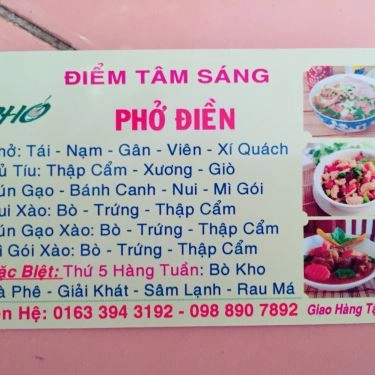 PHỞ
ĐIỂM TÂM SÁNG
PHỞ ĐIỀN
hở: Tái - Nạm - Gân - Viên - Xí Quách
ủ Tíu: Thập Cẩm - Xương - Giò
ún Gạo - Bánh Canh - Nui - Mì Gói
ui Xào: Bò - Trứng - Thập Cẩm
ún Gạo Xào: Bò - Trứng - Thập Cẩm
ì Gói Xào: Bò - Trứng - Thập Cẩm
ặc Biệt: Thứ 5 Hàng Tuần: Bò Kho
à Phê - Giải Khát - Sâm Lạnh - Rau Má
ên Hệ: 0163 394 3192 - 098 890 7892
Giao Hàng Tậ